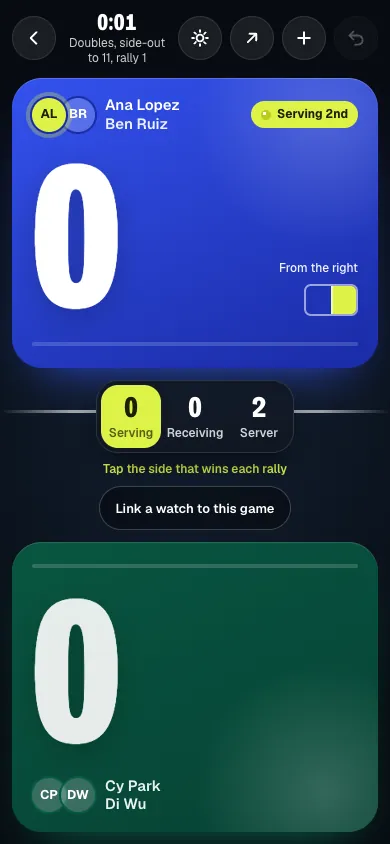 0:01
Doubles, side-out
to 11, rally 1
AL
BR
Ana Lopez
Ben Ruiz
Serving 2nd
0
From the right
0
0
2
Serving
Receiving
Server
Tap the side that wins each rally
Link a watch to this game
0
CP
DW
Cy Park
Di Wu